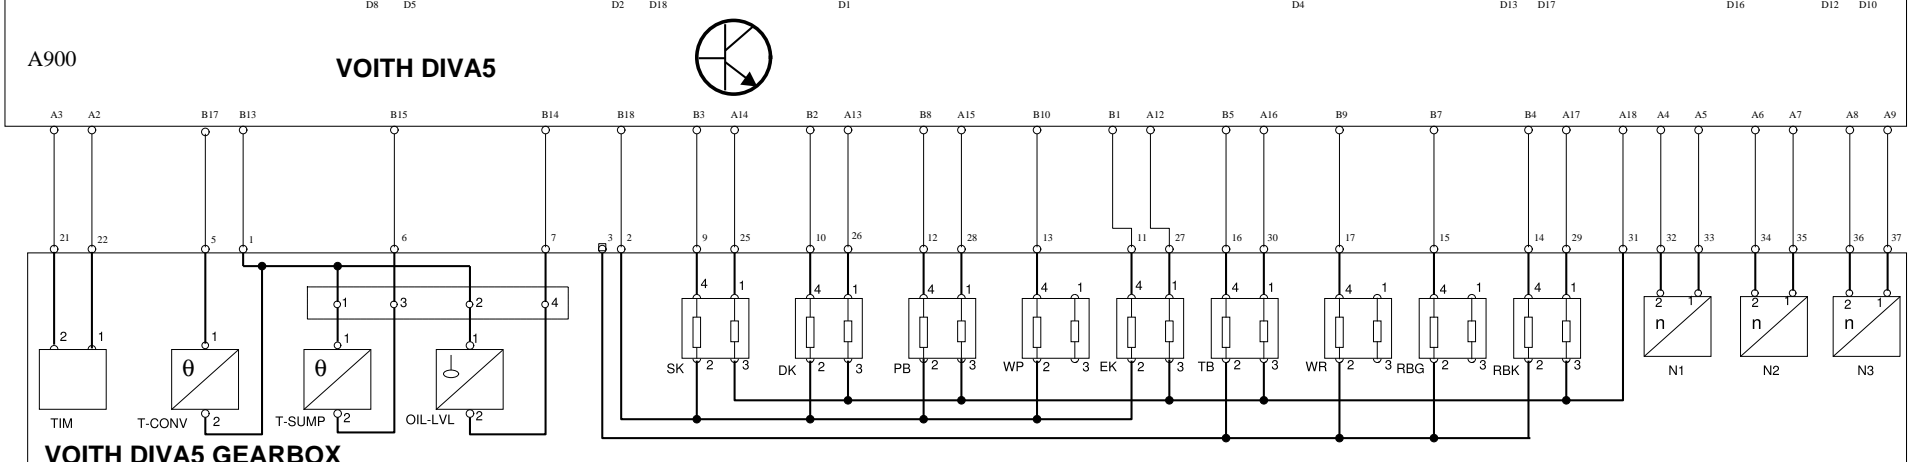 D8 D5 D2 D18 D1 D4 D13 D17 D16 D12 D10
A900
VOITH DIVA5
A3 A2 B17 B13 B15 B14 B18 B3 A14 B2 A13 B8 A15 B10 B1 A12 B5 A16 B9 B7 B4 A17 A18 A4 A5 A6 A7 A8 A9
21 22 5 1 6 7 3 2 9 25 10 26 12 28 13 11 27 16 30 17 15 14 29 31 32 33 34 35 36 37
4 1 4 1 4 1 4 1 4 1 4 1 4 1 4 1 4 1
1 3 2 4 2 1 2 1 2 1
n n n
2 1 1 1 1
θ θ
SK 2 3 DK 2 3 PB 2 3 WP 2 3 EK 2 3 TB 2 3 WR 2 3 RBG 2 3 RBK 2 3 N1 N2 N3
TIM T-CONV 2 T-SUMP 2 OIL-LVL 2
VOITH DIVA5 GEARBOX